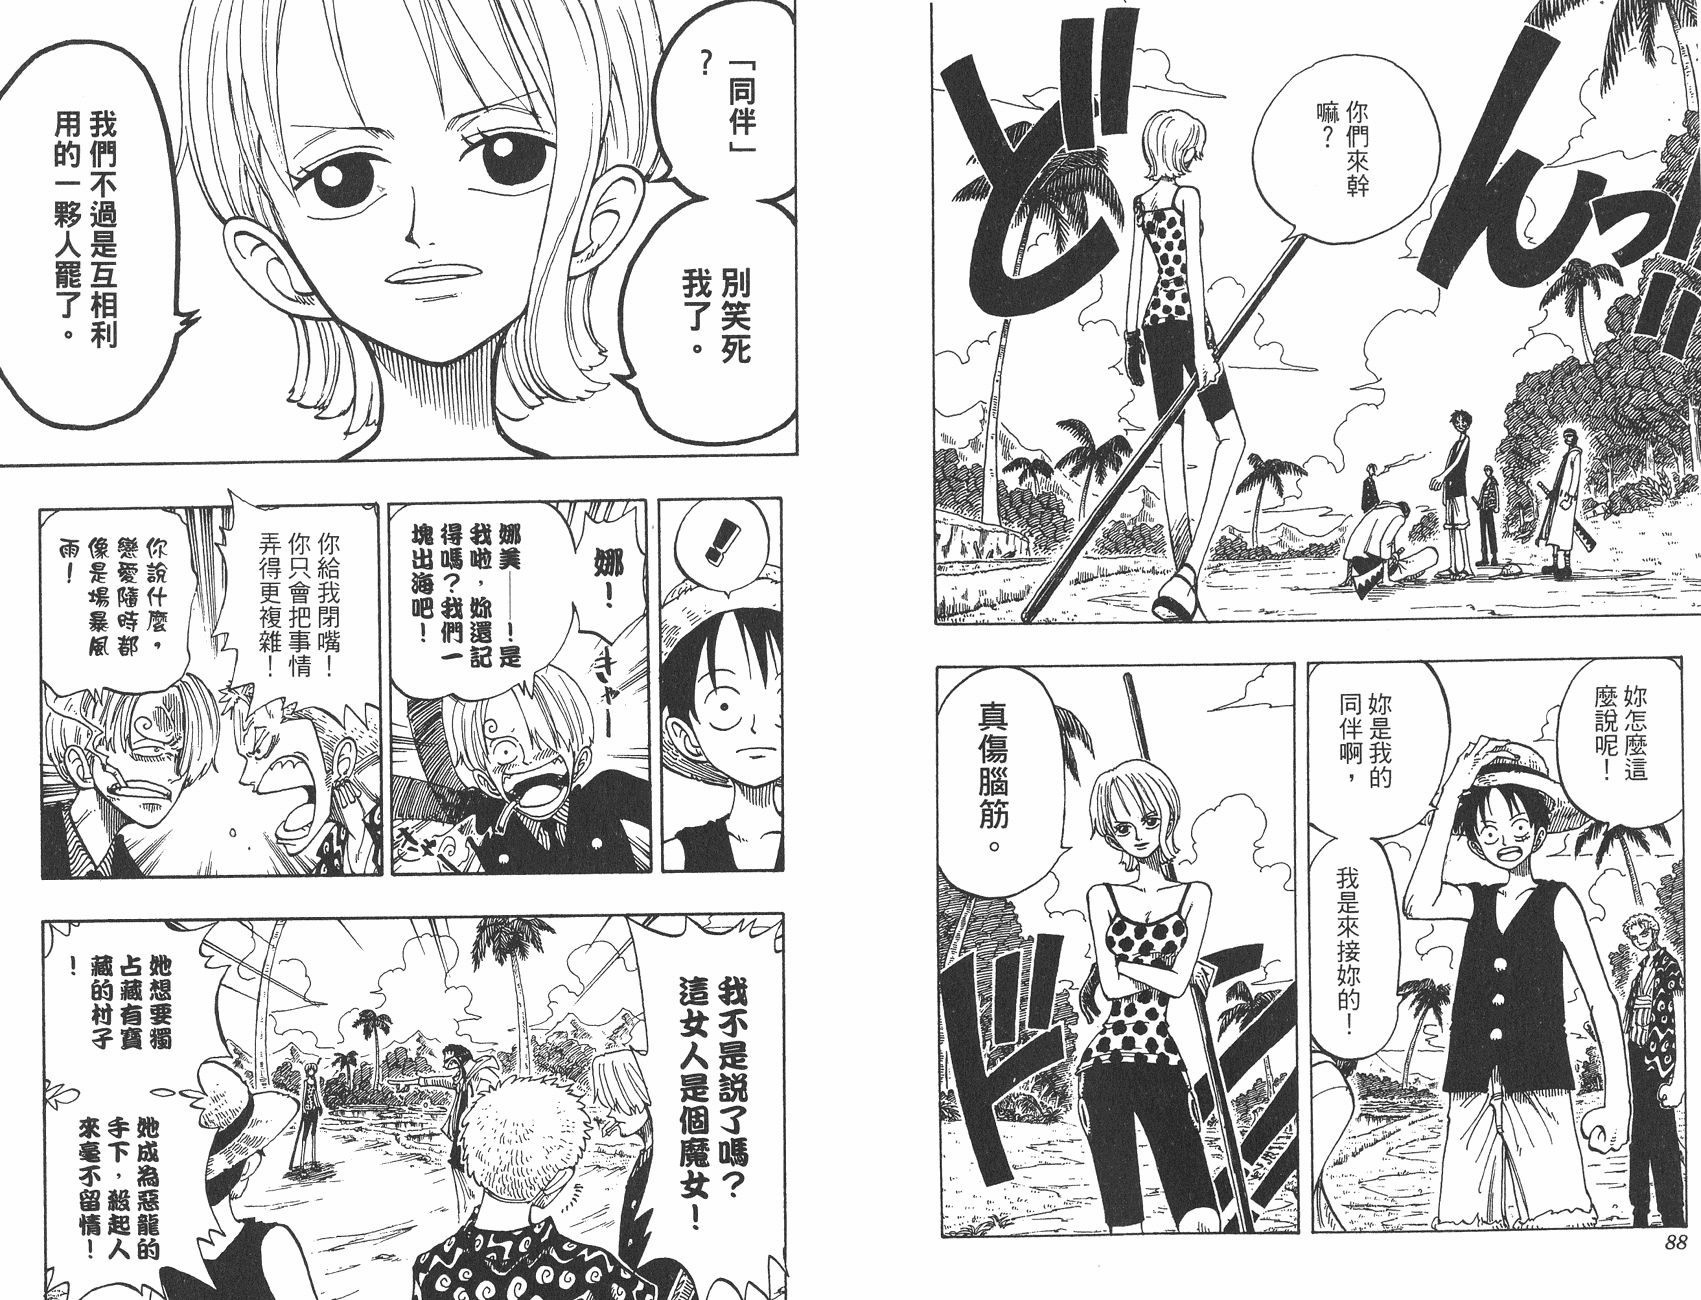 どんっ!!
你們來幹
嘛?
妳怎麼這
麼說呢!
妳是我的
同伴啊,
我是來接妳的!
真傷腦筋。
ドド
88
「同伴」
?
別笑死
我了。
我們不過是互相利
用的一夥人罷了。
!
娜!
娜美——!是
我啦,妳還記
得嗎?我們一
塊出海吧!
你給我閉嘴!
你只會把事情
弄得更複雜!
你說什麼,
戀愛隨時都
像是場暴風
雨!
我不是說了嗎?
這女人是個魔女!
她想要獨
占藏有寶
藏的村子
!
她成為惡龍的
手下,殺起人
來毫不留情!